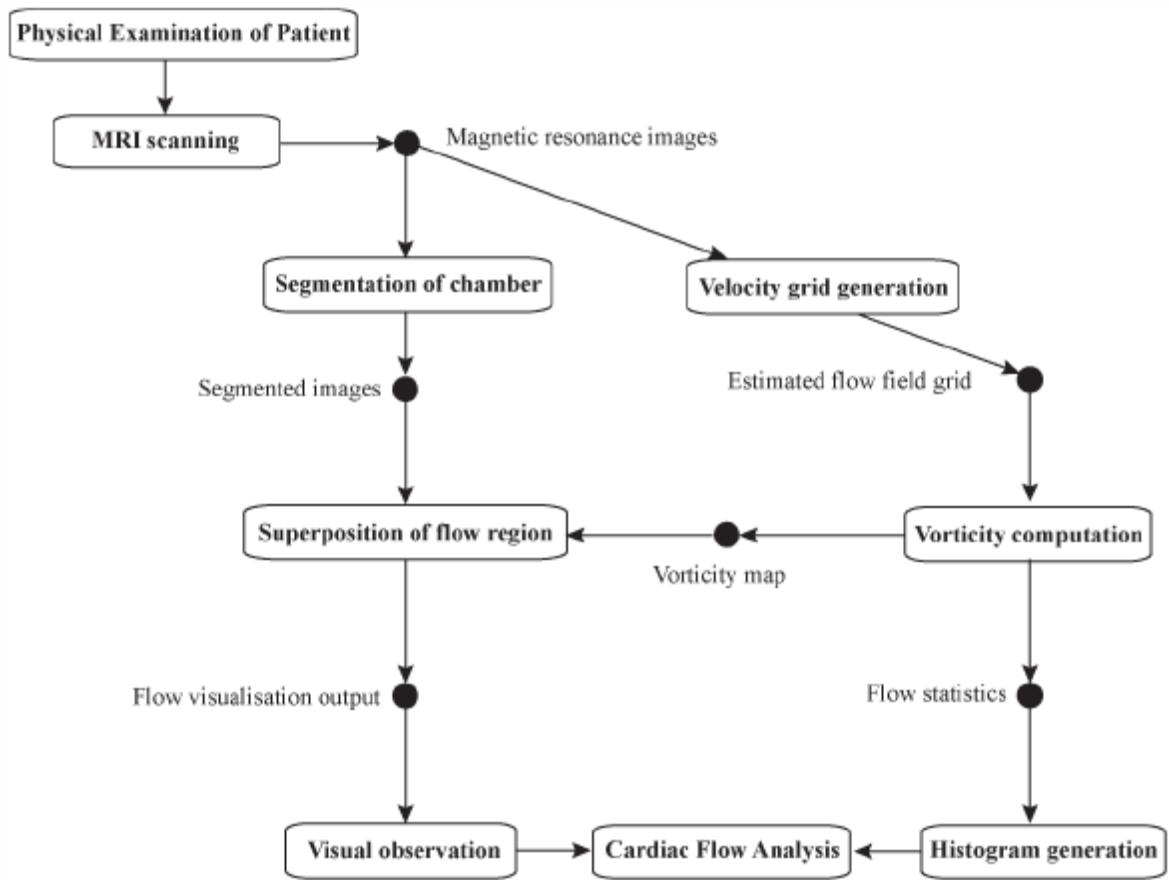 Physical Examination of Patient
MRI scanning
Magnetic resonance images
Segmentation of chamber
Velocity grid generation
Segmented images
Estimated flow field grid
Superposition of flow region
Vorticity computation
Vorticity map
Flow visualisation output
Flow statistics
Visual observation
Cardiac Flow Analysis
Histogram generation